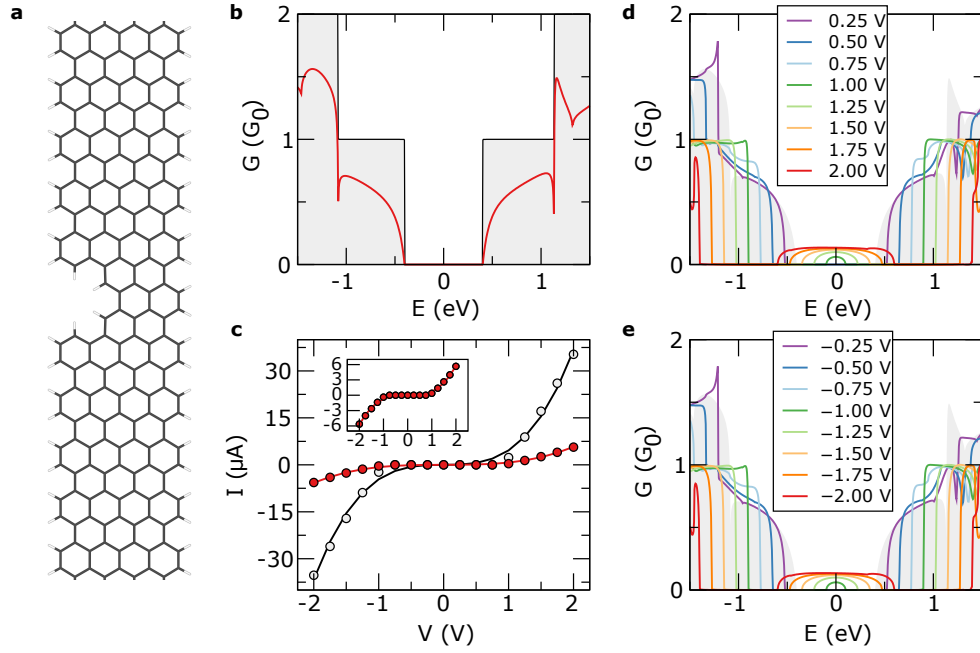 a
b
2
1
0
G (G0)
-1
0
1
E (eV)
c
30
15
0
-15
-30
I (μA)
-2
-1
0
1
2
V (V)
6
3
0
-3
-6
-2
-1
0
1
2
d
2
1
0
G (G0)
-1
0
1
E (eV)
0.25 V
0.50 V
0.75 V
1.00 V
1.25 V
1.50 V
1.75 V
2.00 V
e
2
1
0
G (G0)
-1
0
1
E (eV)
−0.25 V
−0.50 V
−0.75 V
−1.00 V
−1.25 V
−1.50 V
−1.75 V
−2.00 V